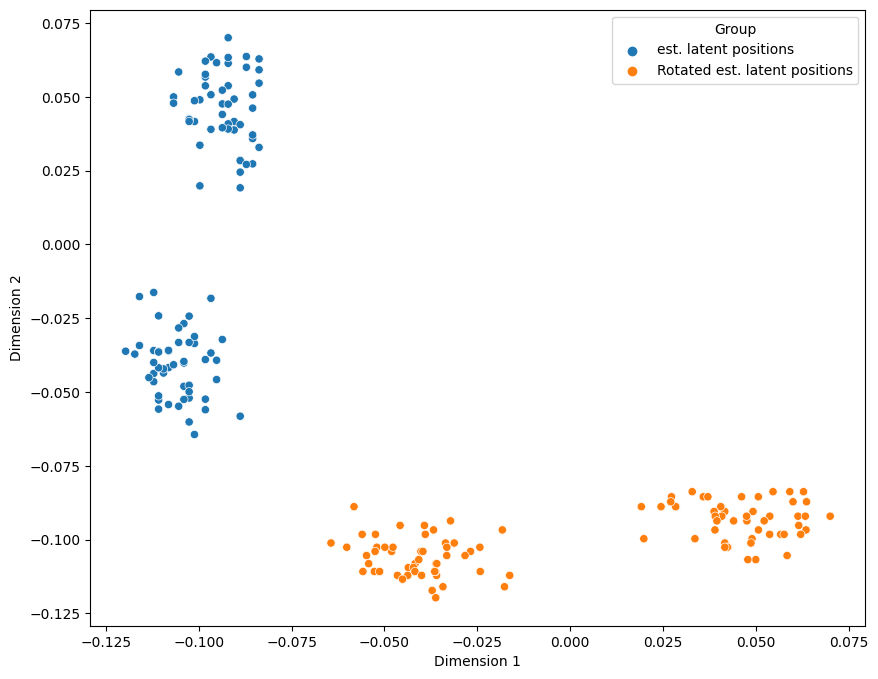 Group
est. latent positions
Rotated est. latent positions
0.075
0.050
0.025
0.000
−0.025
−0.050
−0.075
−0.100
−0.125
Dimension 2
−0.125 −0.100 −0.075 −0.050 −0.025 0.000 0.025 0.050 0.075
Dimension 1